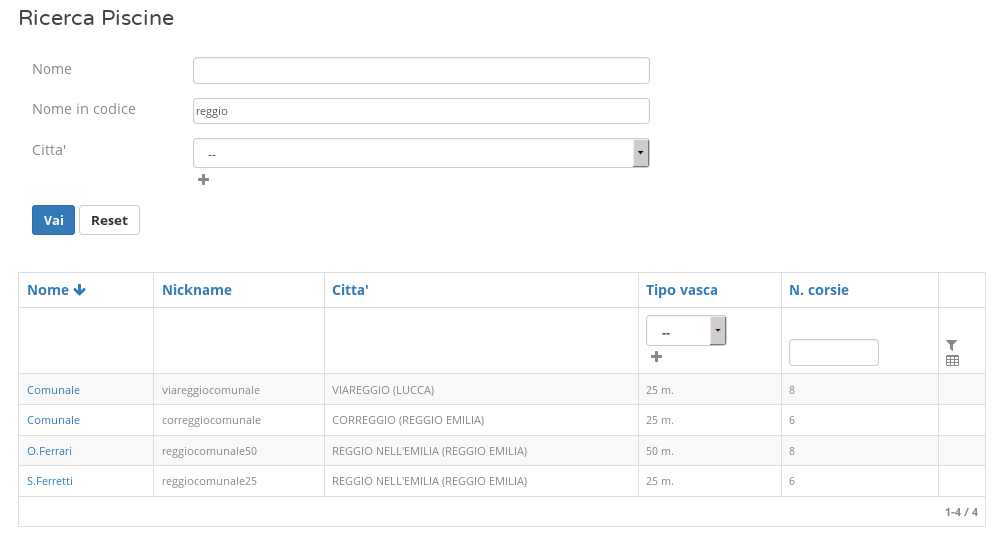 Ricerca Piscine
Nome
Nome in codice reggio
Citta' --
Vai Reset
Nome Nickname Citta' Tipo vasca N. corsie
--
Comunale viareggiocomunale VIAREGGIO (LUCCA) 25 m. 8
Comunale correggiocomunale CORREGGIO (REGGIO EMILIA) 25 m. 6
O.Ferrari reggiocomunale50 REGGIO NELL'EMILIA (REGGIO EMILIA) 50 m. 8
S.Ferretti reggiocomunale25 REGGIO NELL'EMILIA (REGGIO EMILIA) 25 m. 6
1-4 / 4